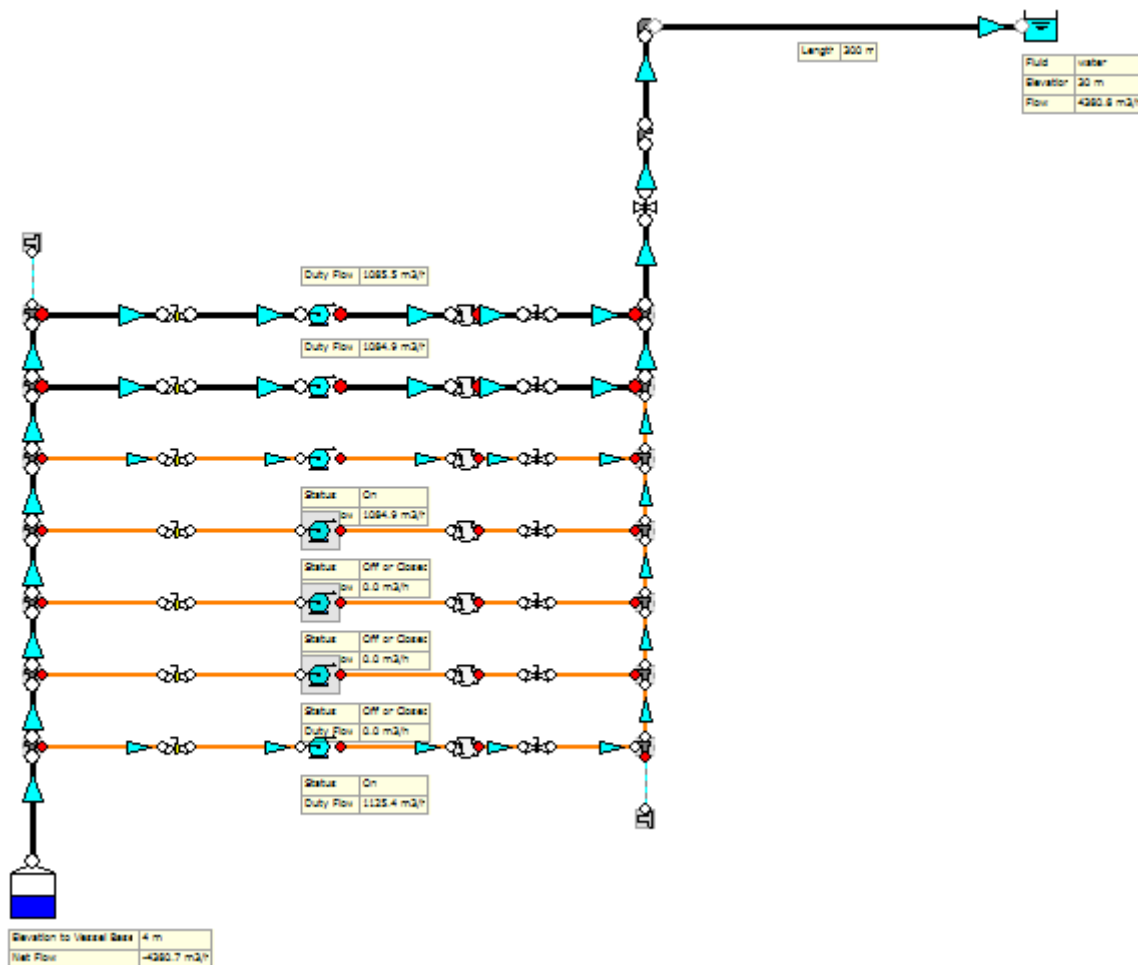 Length 300 m
Fluid water
Elevation 30 m
Flow 4380.8 m3/h
Duty Flow 1085.5 m3/h
Duty Flow 1084.9 m3/h
Status On
ow 1084.9 m3/h
Status Off or Closed
ow 0.0 m3/h
Status Off or Closed
ow 0.0 m3/h
Status Off or Closed
Duty Flow 0.0 m3/h
Status On
Duty Flow 1125.4 m3/h
Elevation to Vessel Base 4 m
Net Flow -4380.7 m3/h